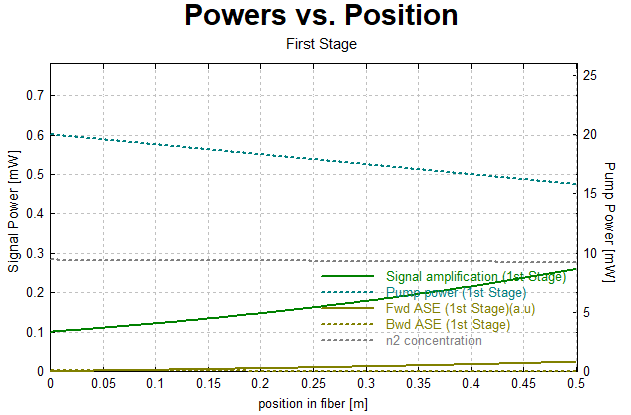 Powers vs. Position
First Stage
Signal Power [mW]
0.7
0.6
0.5
0.4
0.3
0.2
0.1
0
25
20
15
10
5
0
Pump Power [mW]
Signal amplification (1st Stage)
Pump power (1st Stage)
Fwd ASE (1st Stage)(a.u)
Bwd ASE (1st Stage)
n2 concentration
0 0.05 0.1 0.15 0.2 0.25 0.3 0.35 0.4 0.45 0.5
position in fiber [m]